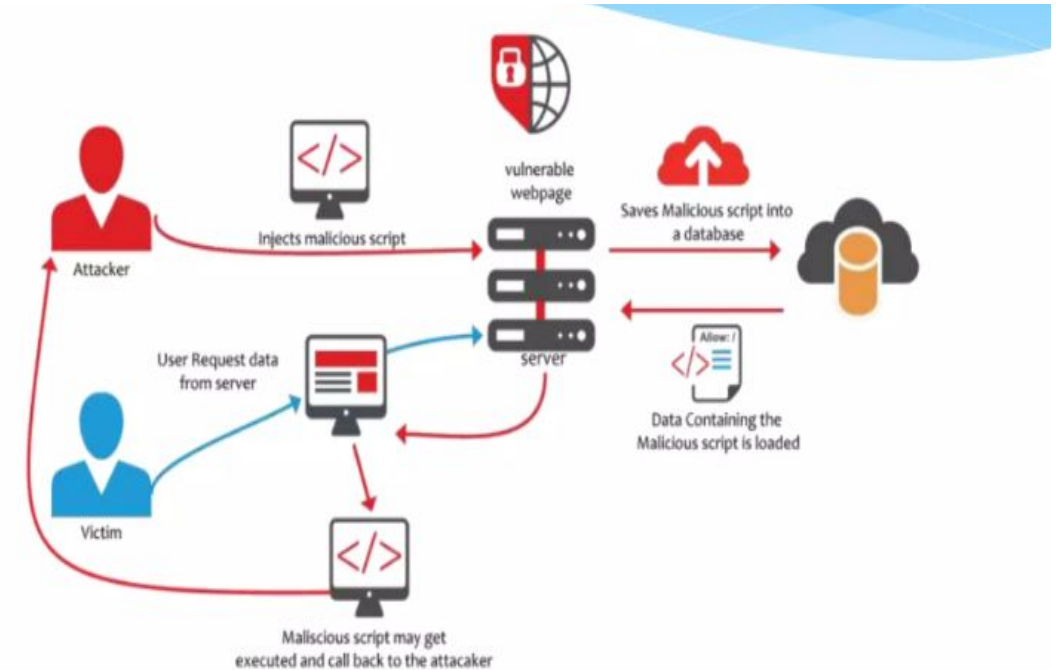 vulnerable
webpage
Saves Malicious script into
a database
Injects malicious script
Attacker
</>
User Request data
from server
server
Allow: /
</>
Data Containing the
Malicious script is loaded
Victim
</>
Maliscious script may get
executed and call back to the attacaker